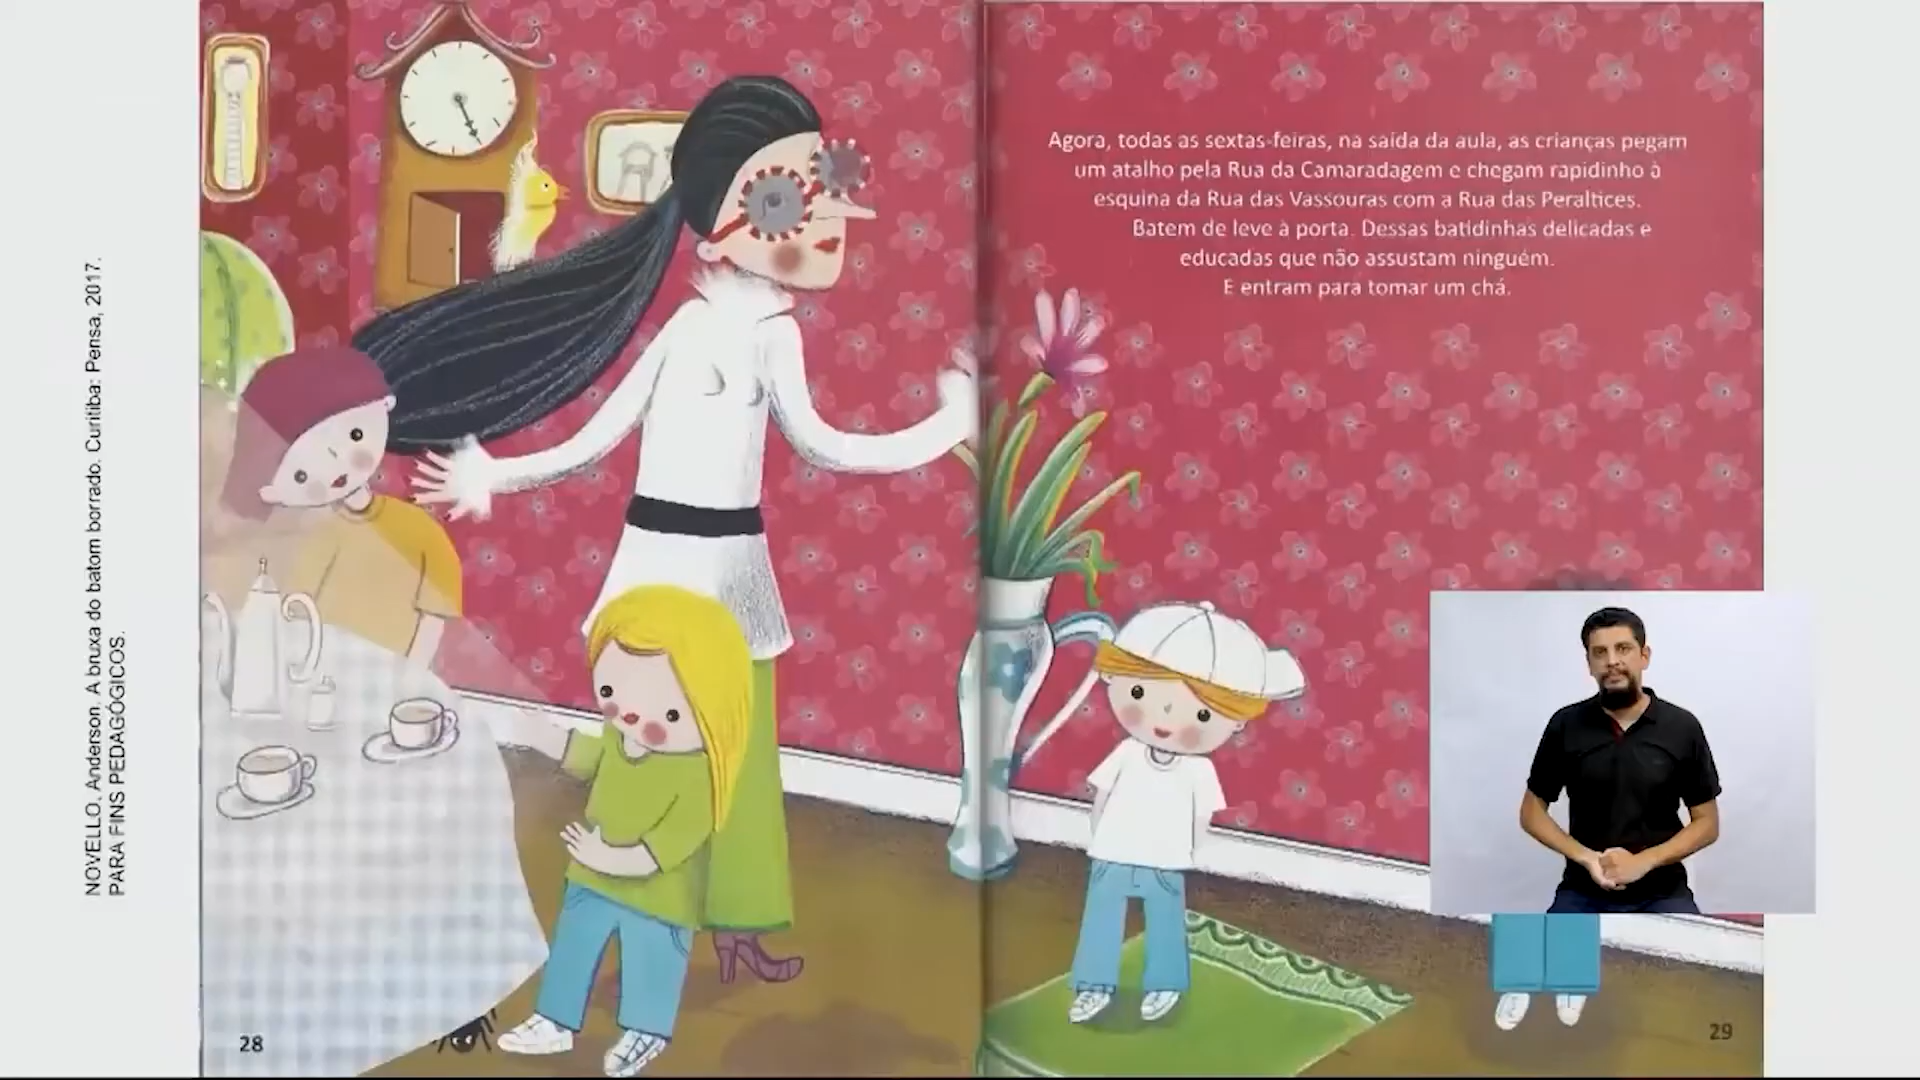 NOVELLO, Anderson. A bruxa do batom borrado. Curitiba: Pensa, 2017.
PARA FINS PEDAGÓGICOS.
Agora, todas as sextas-feiras, na saída da aula, as crianças pegam
um atalho pela Rua da Camaradagem e chegam rapidinho à
esquina da Rua das Vassouras com a Rua das Peraltices.
Batem de leve à porta. Dessas batidinhas delicadas e
educadas que não assustam ninguém.
E entram para tomar um chá.
28
29